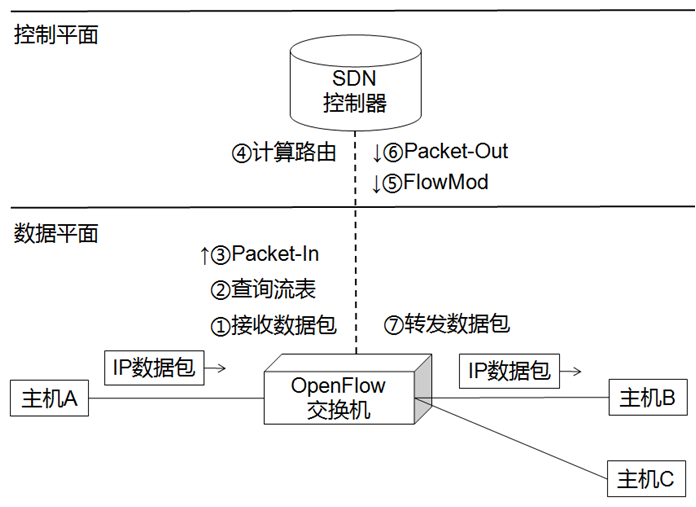 控制平面
SDN
控制器
④计算路由
↓⑥Packet-Out
↓⑤FlowMod
数据平面
↑③Packet-In
②查询流表
①接收数据包
⑦转发数据包
IP数据包
IP数据包
主机A
OpenFlow
交换机
主机B
主机C